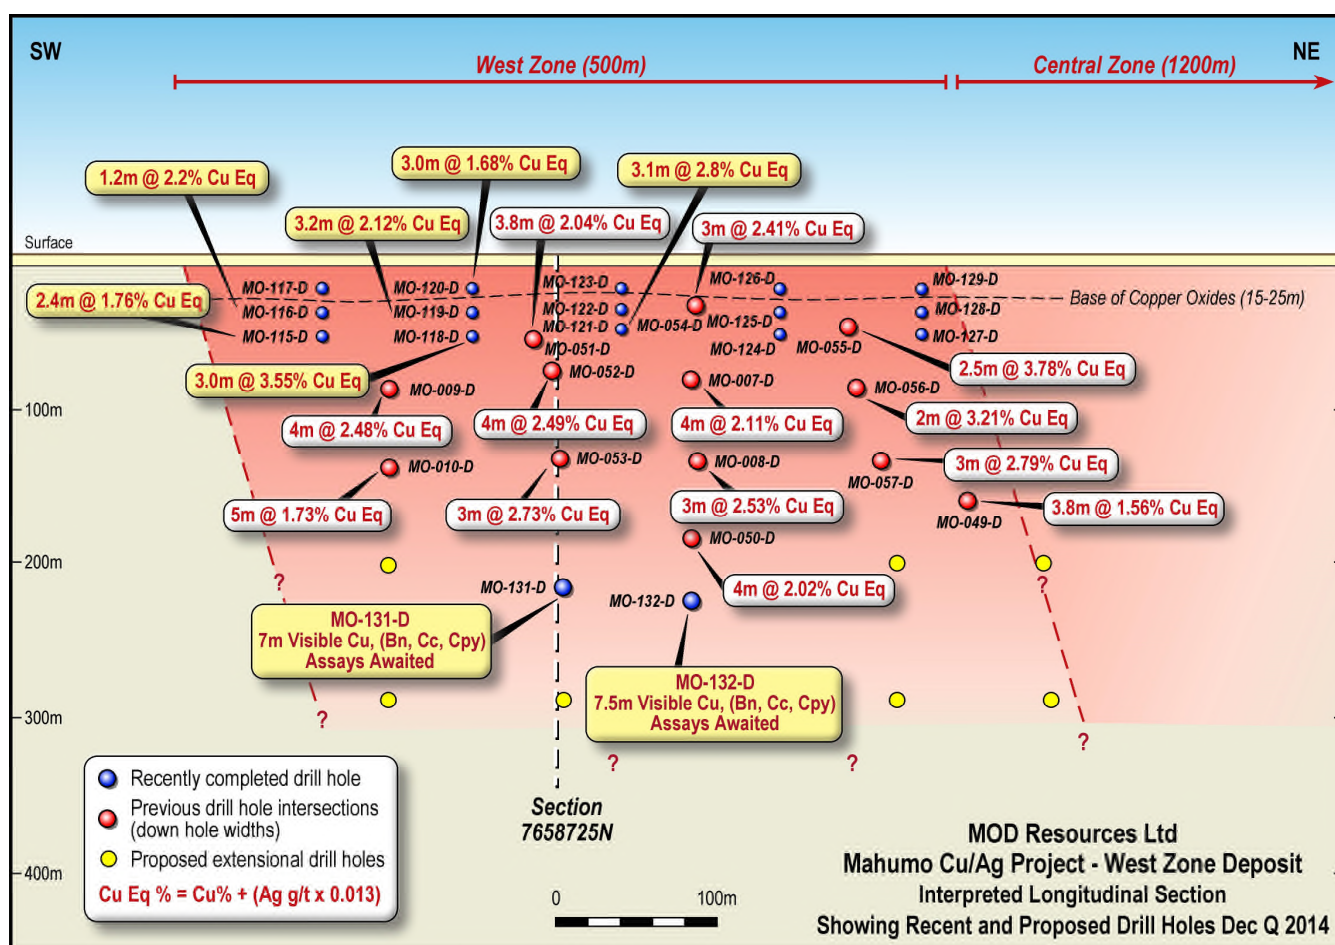 SW
NE
West Zone (500m)
Central Zone (1200m)
3.0m @ 1.68% Cu Eq
3.1m @ 2.8% Cu Eq
1.2m @ 2.2% Cu Eq
3.2m @ 2.12% Cu Eq
3.8m @ 2.04% Cu Eq
3m @ 2.41% Cu Eq
Surface
MO-117-D
MO-120-D
MO-123-D
MO-126-D
MO-129-D
2.4m @ 1.76% Cu Eq
Base of Copper Oxides (15-25m)
MO-116-D
MO-119-D
MO-122-D
MO-054-D
MO-125-D
MO-128-D
MO-115-D
MO-118-D
MO-121-D
MO-051-D
MO-124-D
MO-055-D
MO-127-D
3.0m @ 3.55% Cu Eq
MO-009-D
MO-052-D
MO-007-D
MO-056-D
2.5m @ 3.78% Cu Eq
100m
4m @ 2.48% Cu Eq
4m @ 2.49% Cu Eq
4m @ 2.11% Cu Eq
2m @ 3.21% Cu Eq
MO-010-D
MO-053-D
MO-008-D
MO-057-D
3m @ 2.79% Cu Eq
5m @ 1.73% Cu Eq
3m @ 2.73% Cu Eq
3m @ 2.53% Cu Eq
MO-049-D
3.8m @ 1.56% Cu Eq
MO-050-D
200m
?
?
MO-131-D
MO-132-D
4m @ 2.02% Cu Eq
MO-131-D
7m Visible Cu, (Bn, Cc, Cpy)
Assays Awaited
MO-132-D
7.5m Visible Cu, (Bn, Cc, Cpy)
Assays Awaited
300m
?
?
?
?
Recently completed drill hole
Previous drill hole intersections
(down hole widths)
Proposed extensional drill holes
Cu Eq % = Cu% + (Ag g/t x 0.013)
Section
7658725N
400m
0
100m
MOD Resources Ltd
Mahumo Cu/Ag Project - West Zone Deposit
Interpreted Longitudinal Section
Showing Recent and Proposed Drill Holes Dec Q 2014